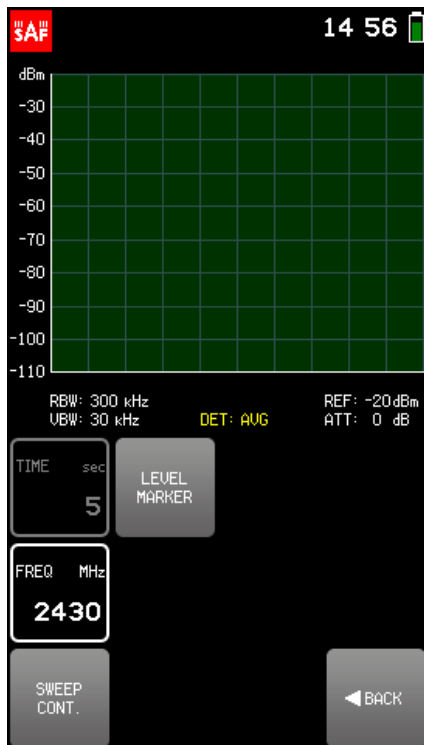 SAF
14 56
dBm
-30
-40
-50
-60
-70
-80
-90
-100
-110
RBW: 300 kHz
VBW: 30 kHz
DET: AVG
REF: -20dBm
ATT: 0 dB
TIME sec
5
LEVEL
MARKER
FREQ MHz
2430
SWEEP
CONT.
BACK